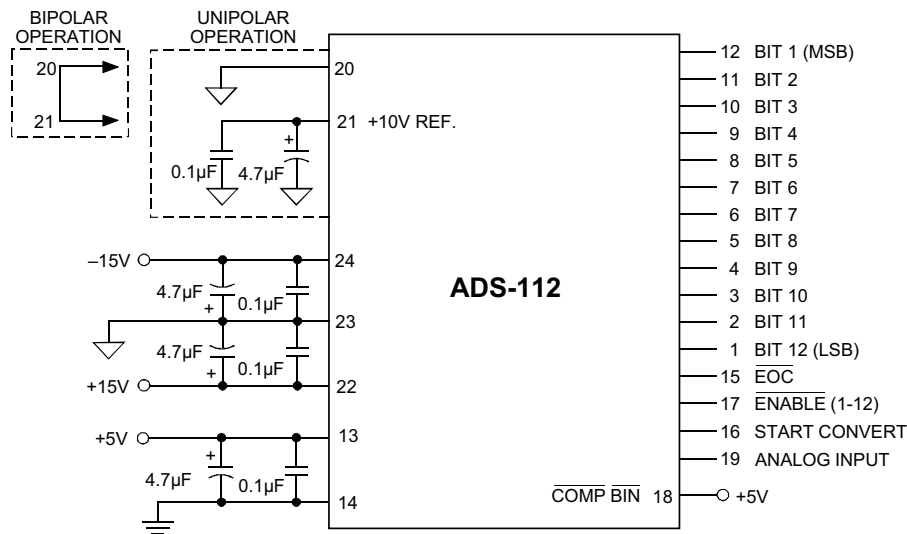 BIPOLAR
OPERATION
20
21
UNIPOLAR
OPERATION
20
21 +10V REF.
+
0.1µF
4.7µF
–15V
24
4.7µF
+
0.1µF
23
4.7µF
+
0.1µF
+15V
22
+5V
13
+
4.7µF
0.1µF
14
ADS-112
12 BIT 1 (MSB)
11 BIT 2
10 BIT 3
9 BIT 4
8 BIT 5
7 BIT 6
6 BIT 7
5 BIT 8
4 BIT 9
3 BIT 10
2 BIT 11
1 BIT 12 (LSB)
15 EOC
17 ENABLE (1-12)
16 START CONVERT
19 ANALOG INPUT
COMP BIN 18 +5V